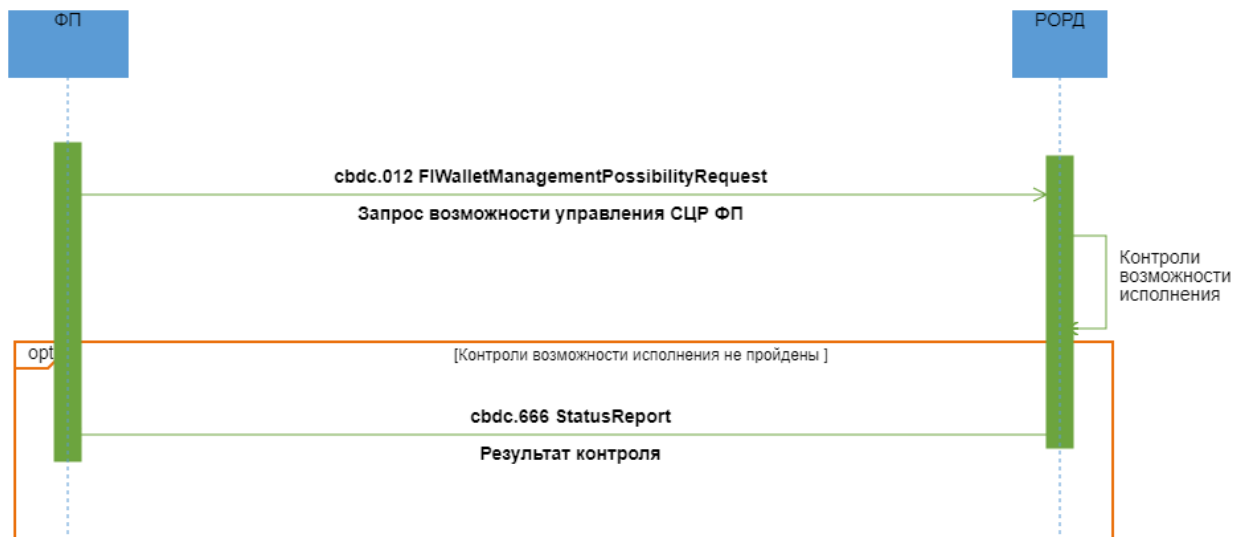 ФП
РОРД
cbdc.012 FIWalletManagementPossibilityRequest
Запрос возможности управления СЦР ФП
Контроли
возможности
исполнения
opt
[Контроли возможности исполнения не пройдены ]
cbdc.666 StatusReport
Результат контроля